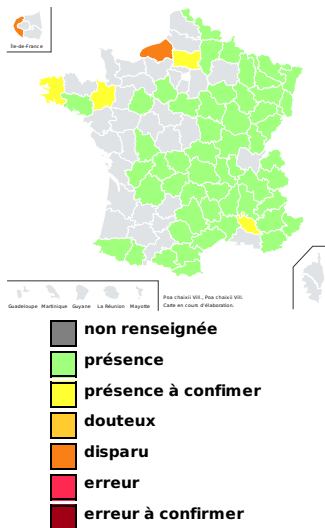 Île-de-France
Guadeloupe Martinique Guyane La Réunion Mayotte
Poa chaixii Vill., Poa chaixii Vill.
Carte en cours d'élaboration.
non renseignée
présence
présence à confimer
douteux
disparu
erreur
erreur à confirmer